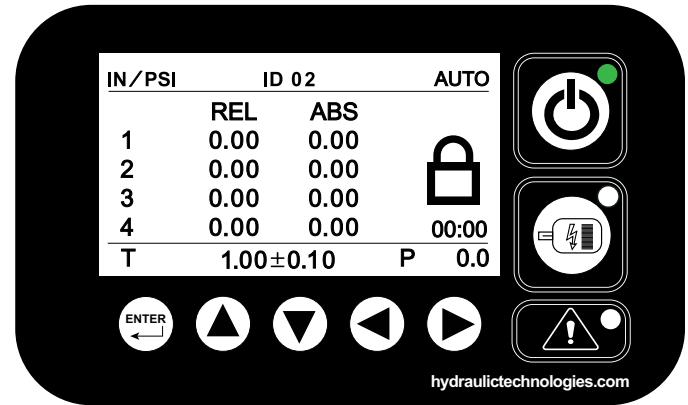 IN/PSI ID 02 AUTO
REL ABS
1 0.00 0.00
2 0.00 0.00
3 0.00 0.00
4 0.00 0.00 00:00
T 1.00±0.10 P 0.0
ENTER
hydraulictechnologies.com